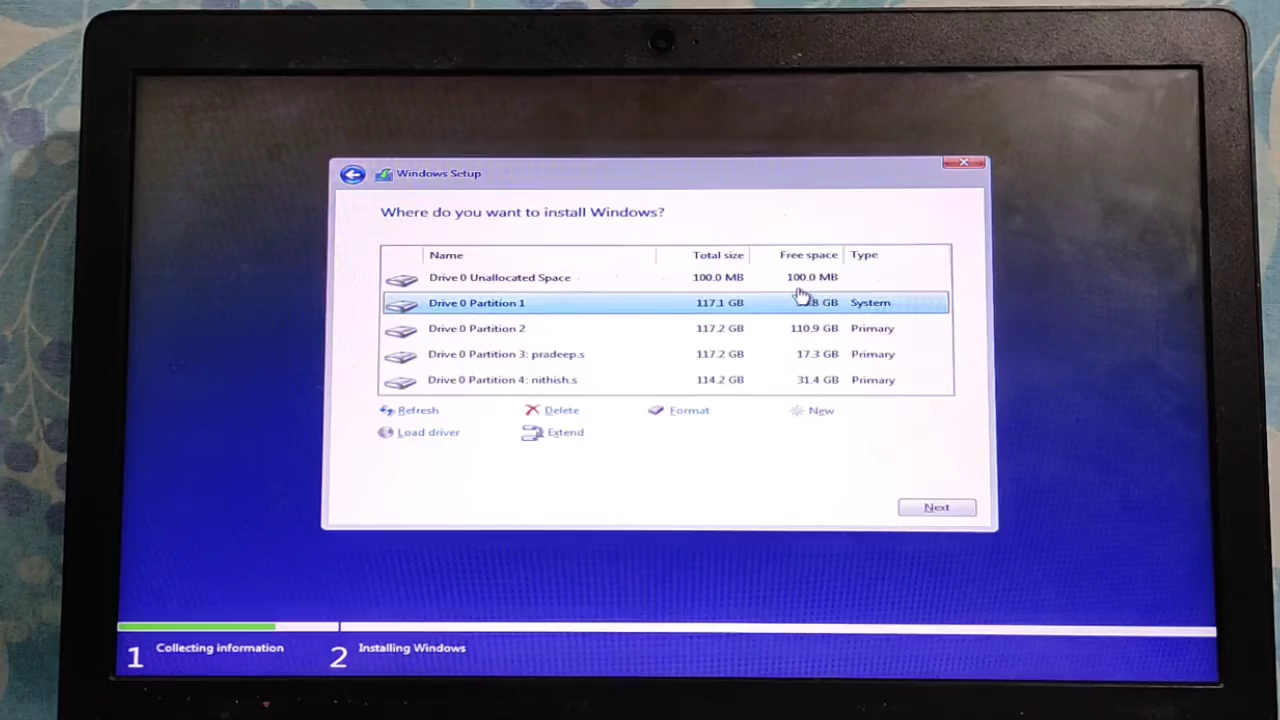 Windows Setup
Where do you want to install Windows?
Name Total size Free space Type
Drive 0 Unallocated Space 100.0 MB 100.0 MB
Drive 0 Partition 1 117.1 GB GB System
Drive 0 Partition 2 117.2 GB 110.9 GB Primary
Drive 0 Partition 3: pradeep.s 117.2 GB 17.3 GB Primary
Drive 0 Partition 4: nithish.s 114.2 GB 31.4 GB Primary
Refresh Delete Format New
Load driver Extend
Next
1 Collecting information 2 Installing Windows